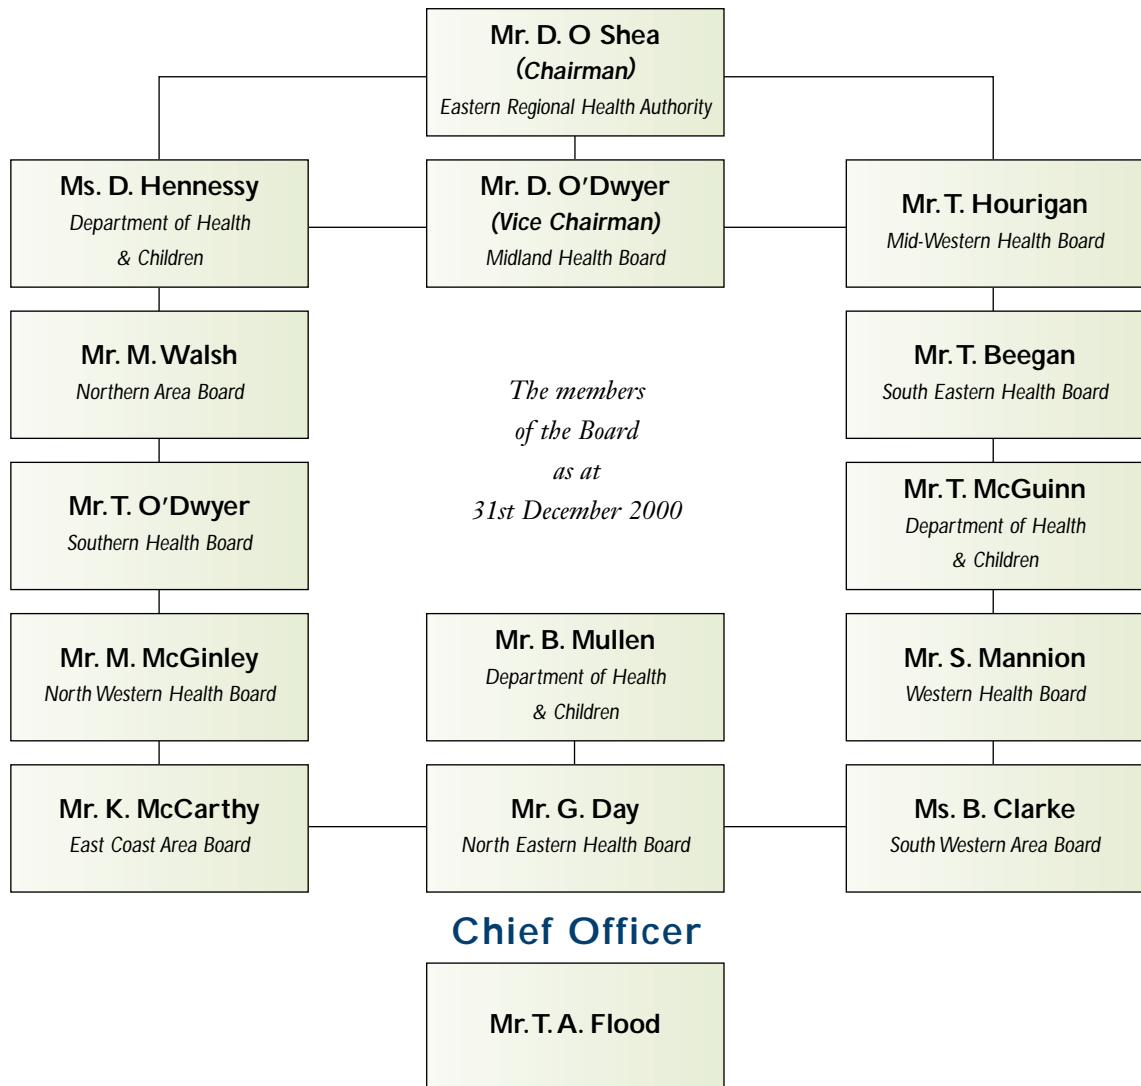 Mr. D. O Shea
(Chairman)
Eastern Regional Health Authority
Ms. D. Hennessy
Department of Health
& Children
Mr. D. O'Dwyer
(Vice Chairman)
Midland Health Board
Mr. T. Hourigan
Mid-Western Health Board
Mr. M. Walsh
Northern Area Board
The members
of the Board
as at
31st December 2000
Mr. T. Beegan
South Eastern Health Board
Mr. T. O'Dwyer
Southern Health Board
Mr. T. McGuinn
Department of Health
& Children
Mr. M. McGinley
North Western Health Board
Mr. B. Mullen
Department of Health
& Children
Mr. S. Mannion
Western Health Board
Mr. K. McCarthy
East Coast Area Board
Mr. G. Day
North Eastern Health Board
Ms. B. Clarke
South Western Area Board
Chief Officer
Mr. T. A. Flood